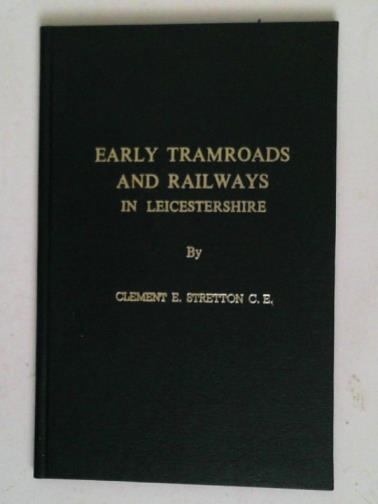 EARLY TRAMROADS
AND RAILWAYS
IN LEICESTERSHIRE
By
CLEMENT E. STRETTON C. E.